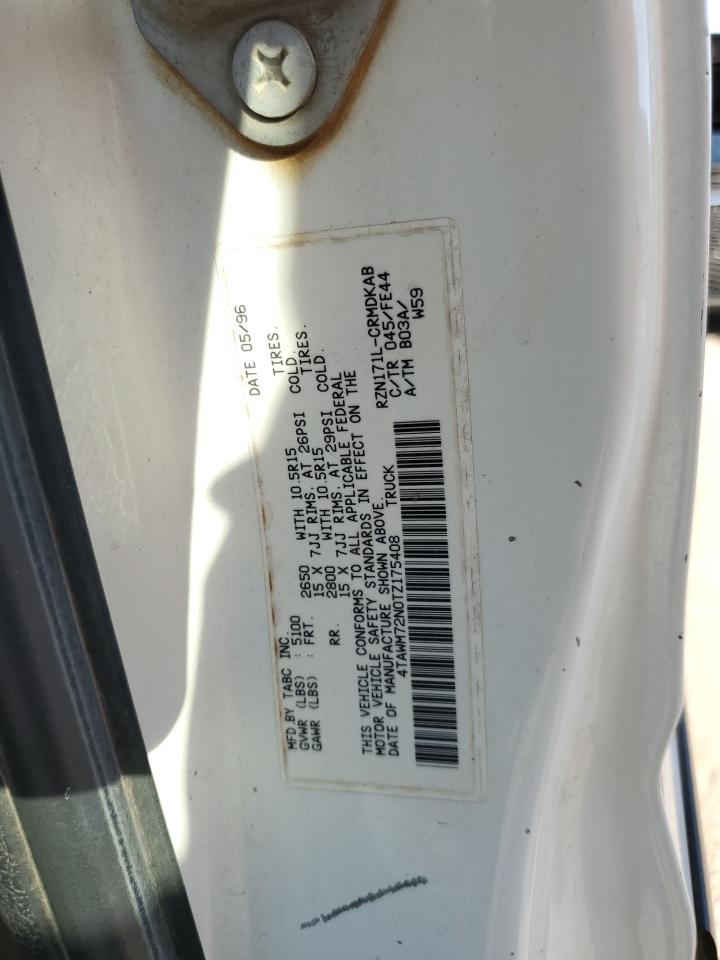 MFD BY TABC INC. DATE 05/96
GVWR (LBS) : 5100
GAWR (LBS) : FRT. 2650 WITH 10.5R15 TIRES.
15 X 7JJ RIMS. AT 26PSI COLD.
RR. 2800 WITH 10.5R15 TIRES.
15 X 7JJ RIMS. AT 29PSI COLD.
THIS VEHICLE CONFORMS TO ALL APPLICABLE FEDERAL
MOTOR VEHICLE SAFETY STANDARDS IN EFFECT ON THE
DATE OF MANUFACTURE SHOWN ABOVE.
4TAWM72N0TZ175408 TRUCK
RZN171L-CRMDKAB
C/TR 045/FE44
A/TM B03A/
W59